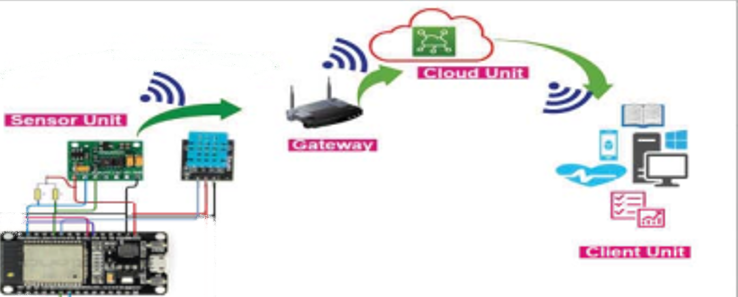 Cloud Unit
Sensor Unit
Gateway
Client Unit